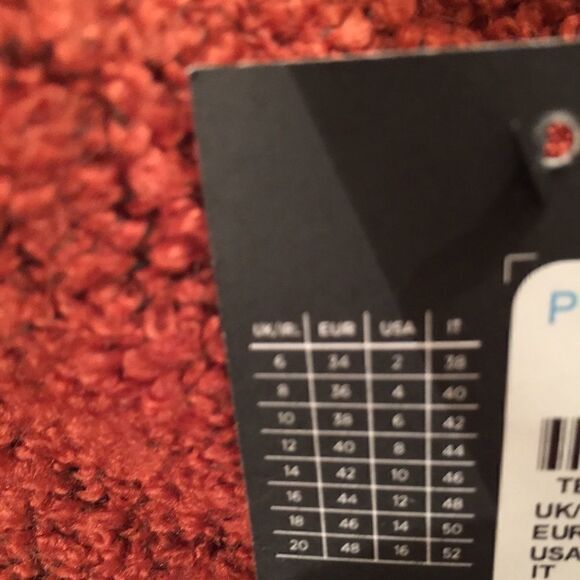 UK/IR. EUR USA IT
6 34 2 38
8 36 4 40
10 38 6 42
12 40 8 44
14 42 10 46
16 44 12 48
18 46 14 50
20 48 16 52
P
TE
UK/
EUR
USA
IT